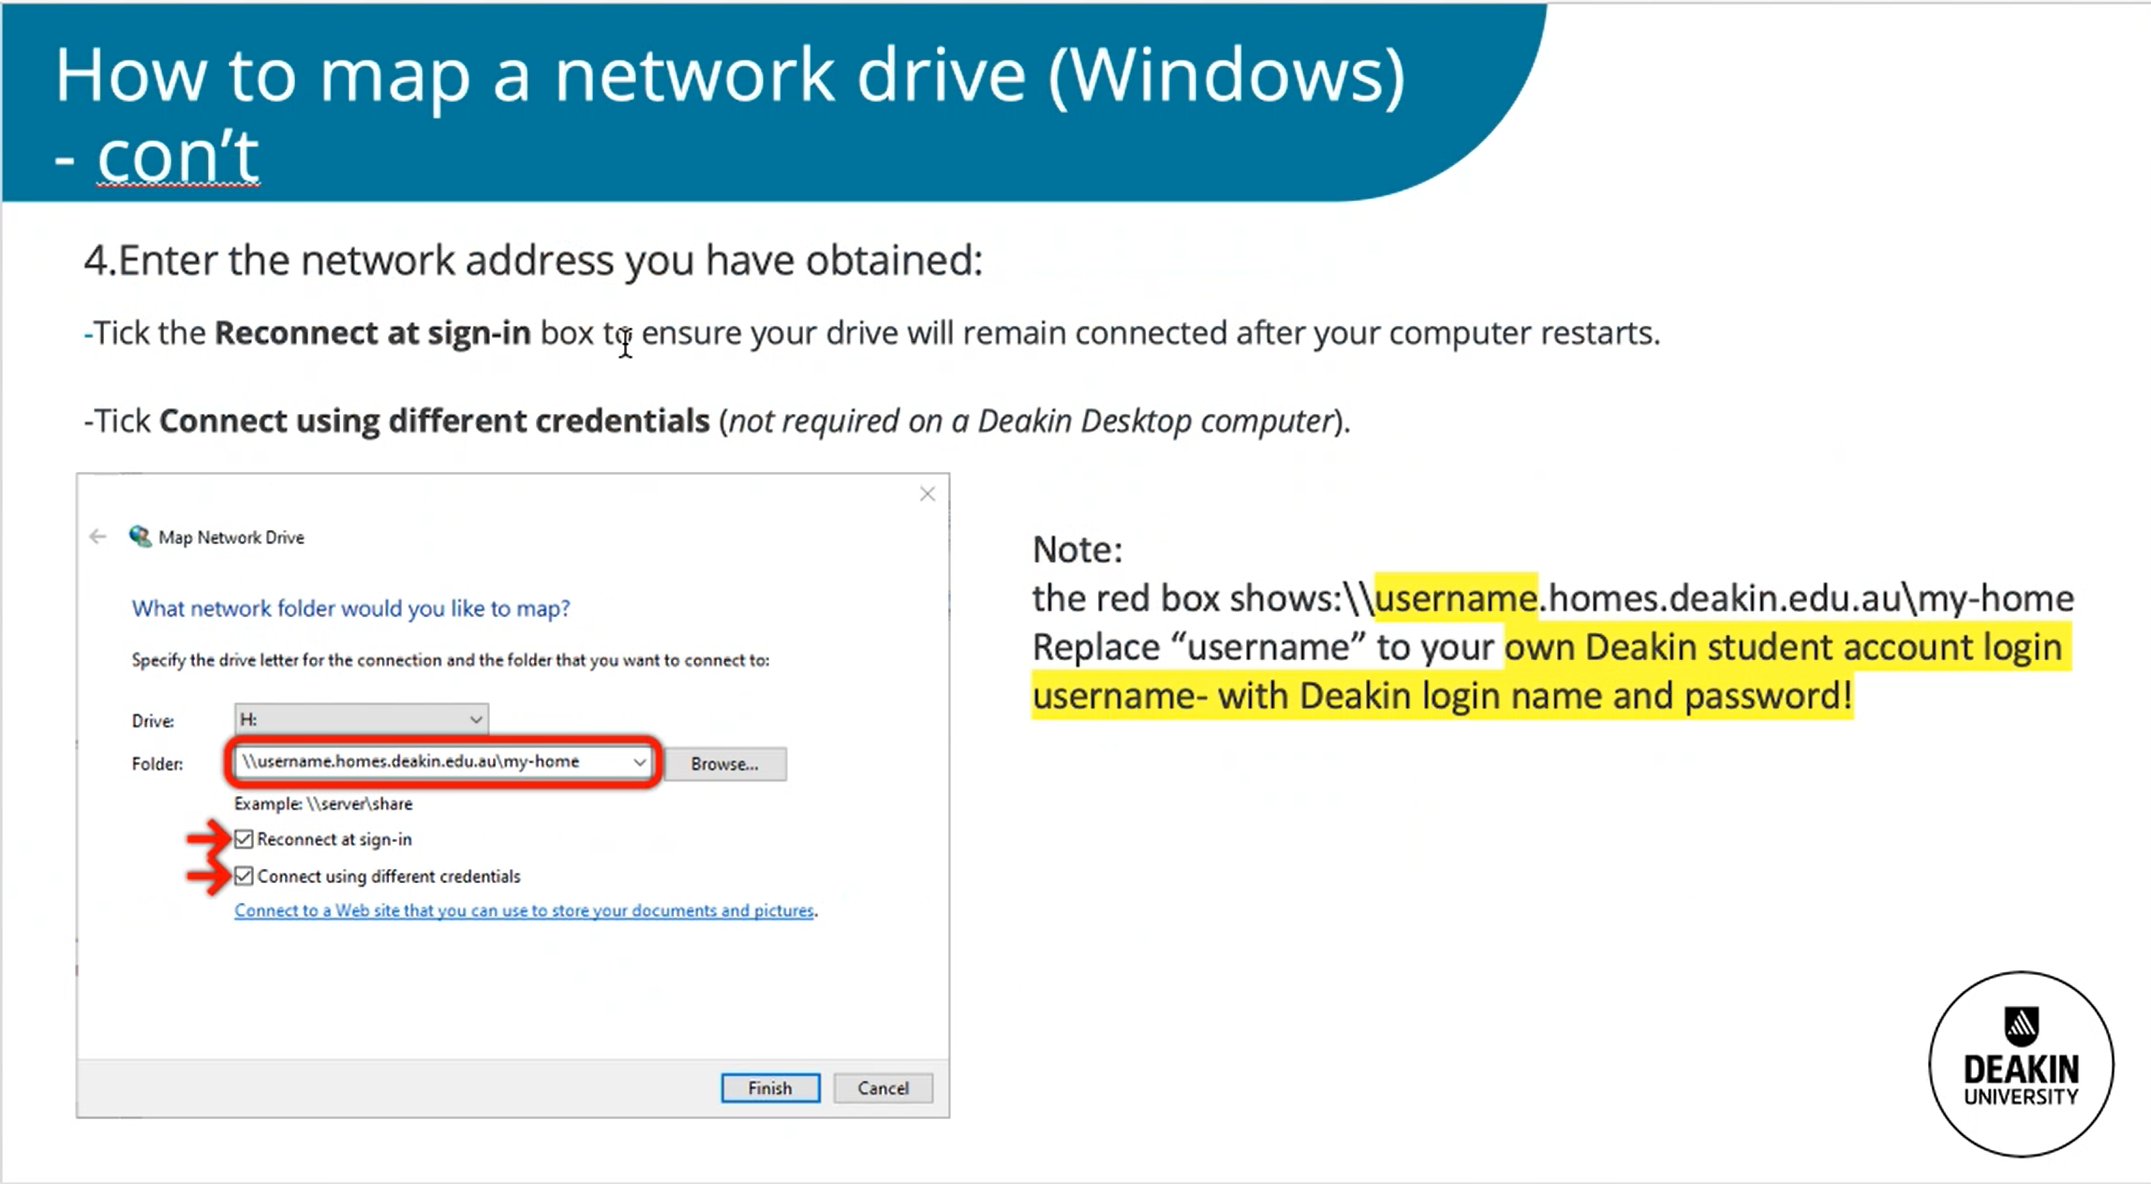 How to map a network drive (Windows)
- con’t
4.Enter the network address you have obtained:
-Tick the Reconnect at sign-in box to ensure your drive will remain connected after your computer restarts.
-Tick Connect using different credentials (not required on a Deakin Desktop computer).
Map Network Drive
What network folder would you like to map?
Specify the drive letter for the connection and the folder that you want to connect to:
Drive: H:
Folder: \\username.homes.deakin.edu.au\my-home Browse...
Example: \\server\share
Reconnect at sign-in
Connect using different credentials
Connect to a Web site that you can use to store your documents and pictures.
Finish Cancel
Note:
the red box shows:\\username.homes.deakin.edu.au\my-home
Replace “username” to your own Deakin student account login
username- with Deakin login name and password!
DEAKIN
UNIVERSITY